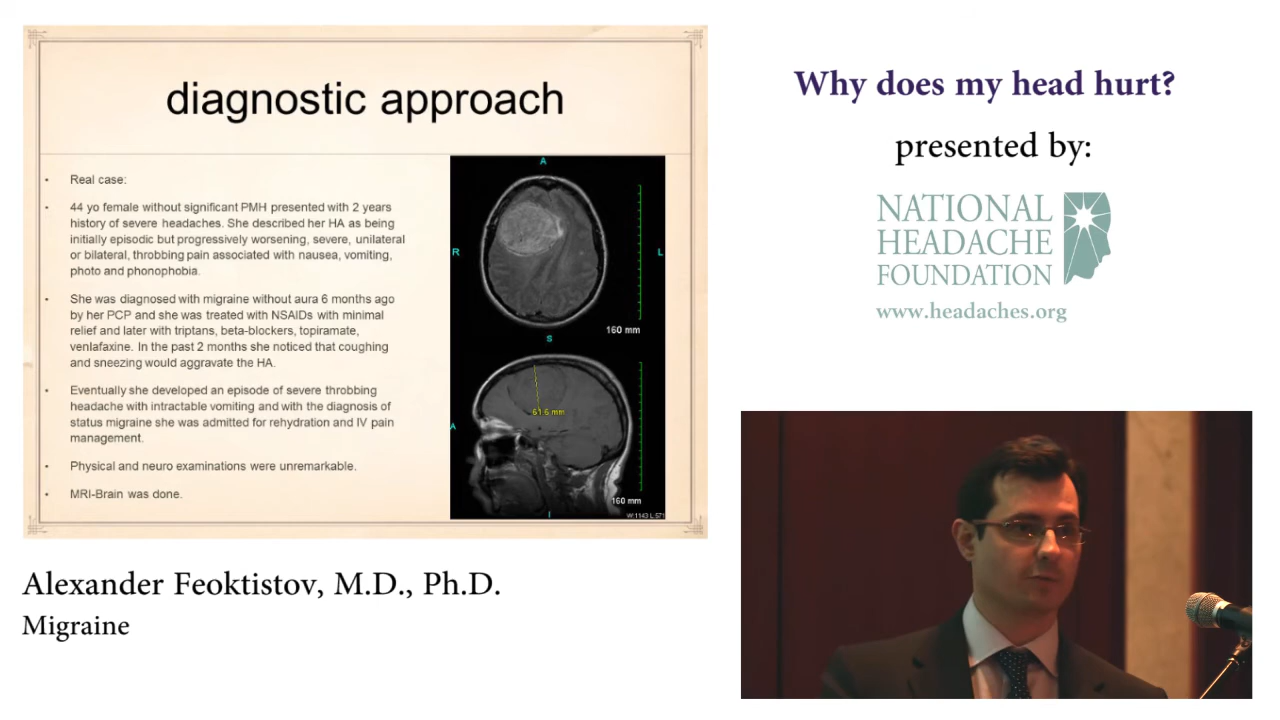 diagnostic approach
• Real case:
• 44 yo female without significant PMH presented with 2 years
history of severe headaches. She described her HA as being
initially episodic but progressively worsening, severe, unilateral
or bilateral, throbbing pain associated with nausea, vomiting,
photo and phonophobia.
• She was diagnosed with migraine without aura 6 months ago
by her PCP and she was treated with NSAIDs with minimal
relief and later with triptans, beta-blockers, topiramate,
venlafaxine. In the past 2 months she noticed that coughing
and sneezing would aggravate the HA.
• Eventually she developed an episode of severe throbbing
headache with intractable vomiting and with the diagnosis of
status migraine she was admitted for rehydration and IV pain
management.
• Physical and neuro examinations were unremarkable.
• MRI-Brain was done.
A
R
L
160 mm
S
61.6 mm
A
160 mm
I
W:1143 L:571
Why does my head hurt?
presented by:
NATIONAL
HEADACHE
FOUNDATION
www.headaches.org
Alexander Feoktistov, M.D., Ph.D.
Migraine